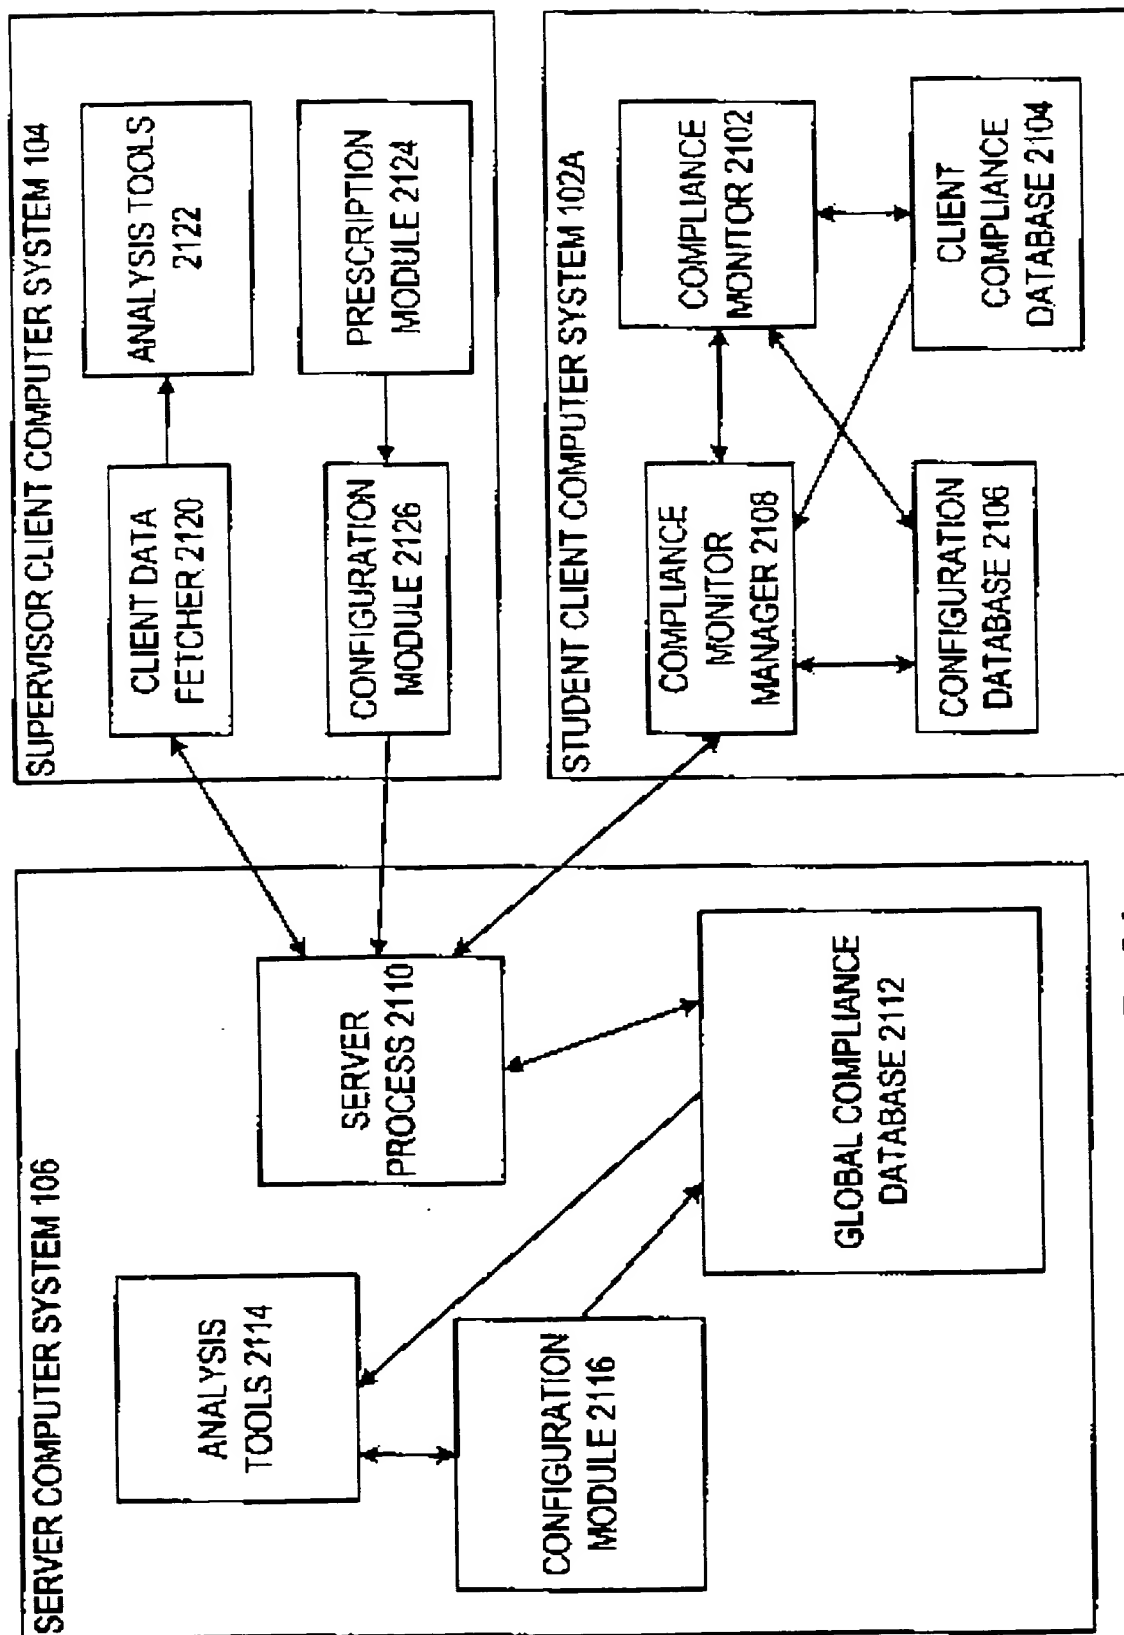 SERVER COMPUTER SYSTEM 106
ANALYSIS
TOOLS 2114
CONFIGURATION
MODULE 2116
SERVER
PROCESS 2110
GLOBAL COMPLIANCE
DATABASE 2112
SUPERVISOR CLIENT COMPUTER SYSTEM 104
CLIENT DATA
FETCHER 2120
ANALYSIS TOOLS
2122
CONFIGURATION
MODULE 2126
PRESCRIPTION
MODULE 2124
STUDENT CLIENT COMPUTER SYSTEM 102A
COMPLIANCE
MONITOR
MANAGER 2108
COMPLIANCE
MONITOR 2102
CONFIGURATION
DATABASE 2106
CLIENT
COMPLIANCE
DATABASE 2104